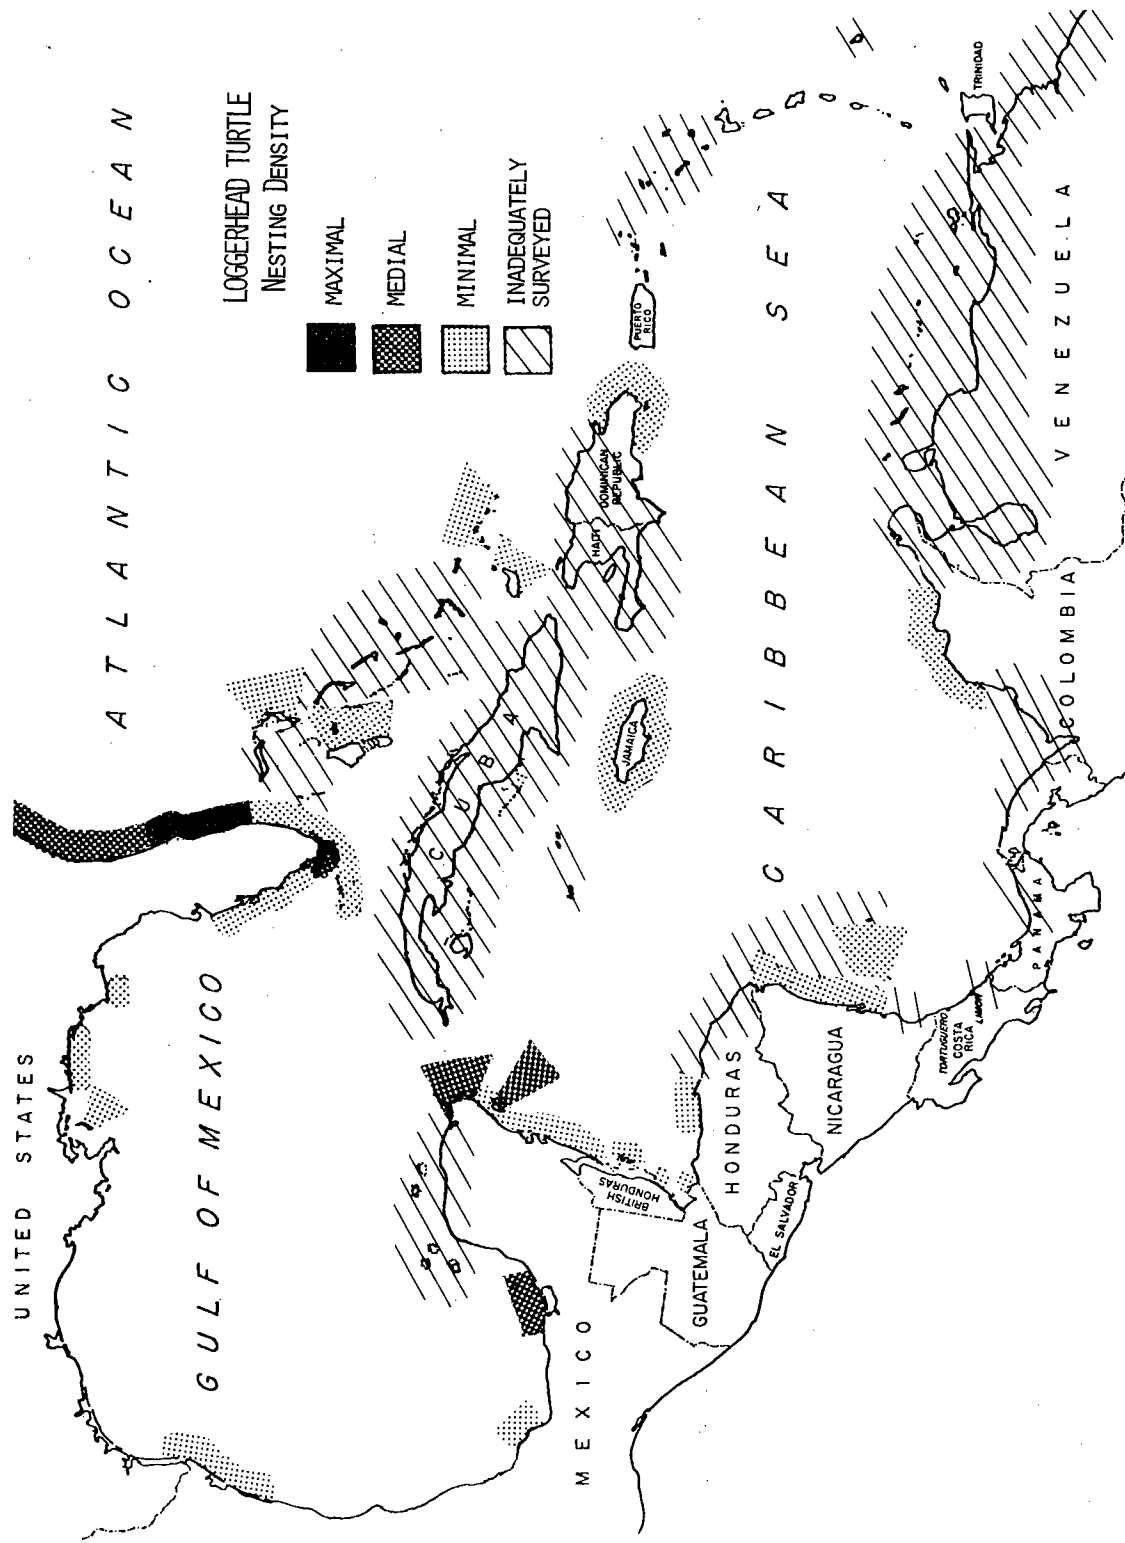 ATLANTIC OCEAN
LOGGERHEAD TURTLE
NESTING DENSITY
MAXIMAL
MEDIAL
MINIMAL
INADEQUATELY
SURVEYED
UNITED STATES
GULF OF MEXICO
MEXICO
CUBA
JAMAICA
HAITI
DOMINICAN
REPUBLIC
PUERTO
RICO
CARIBBEAN SEA
BRITISH
HONDURAS
GUATEMALA
HONDURAS
EL SALVADOR
NICARAGUA
TORTUGUERO
COSTA
RICA
LIMON
PANAMA
COLOMBIA
VENEZUELA
TRINIDAD